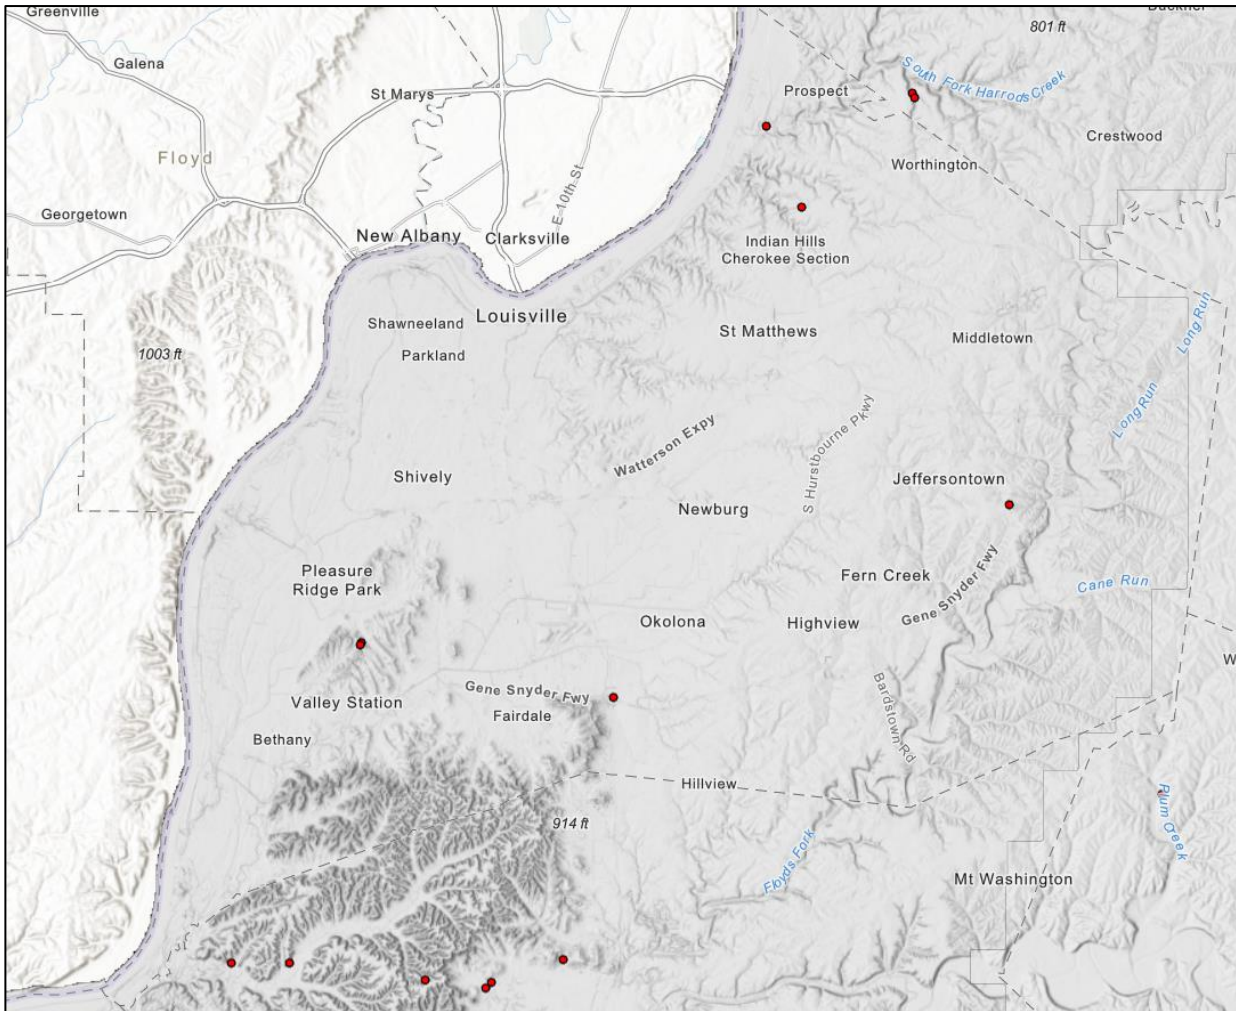 Greenville
801 ft
Galena
South Fork Harrods Creek
St Marys
Prospect
Crestwood
Floyd
Worthington
E 10th St
Georgetown
New Albany
Clarksville
Indian Hills
Cherokee Section
Louisville
Shawneeland
St Matthews
Long Run
Middletown
1003 ft
Parkland
Long Run
Watterson Expy
S Hurstbourne Pkwy
Shively
Jeffersontown
Newburg
Pleasure
Ridge Park
Fern Creek
Cane Run
Gene Snyder Fwy
Okolona
Highview
Valley Station
Gene Snyder Fwy
Fairdale
Bardstown Rd
Bethany
Hillview
914 ft
Plum Creek
Floyds Fork
Mt Washington